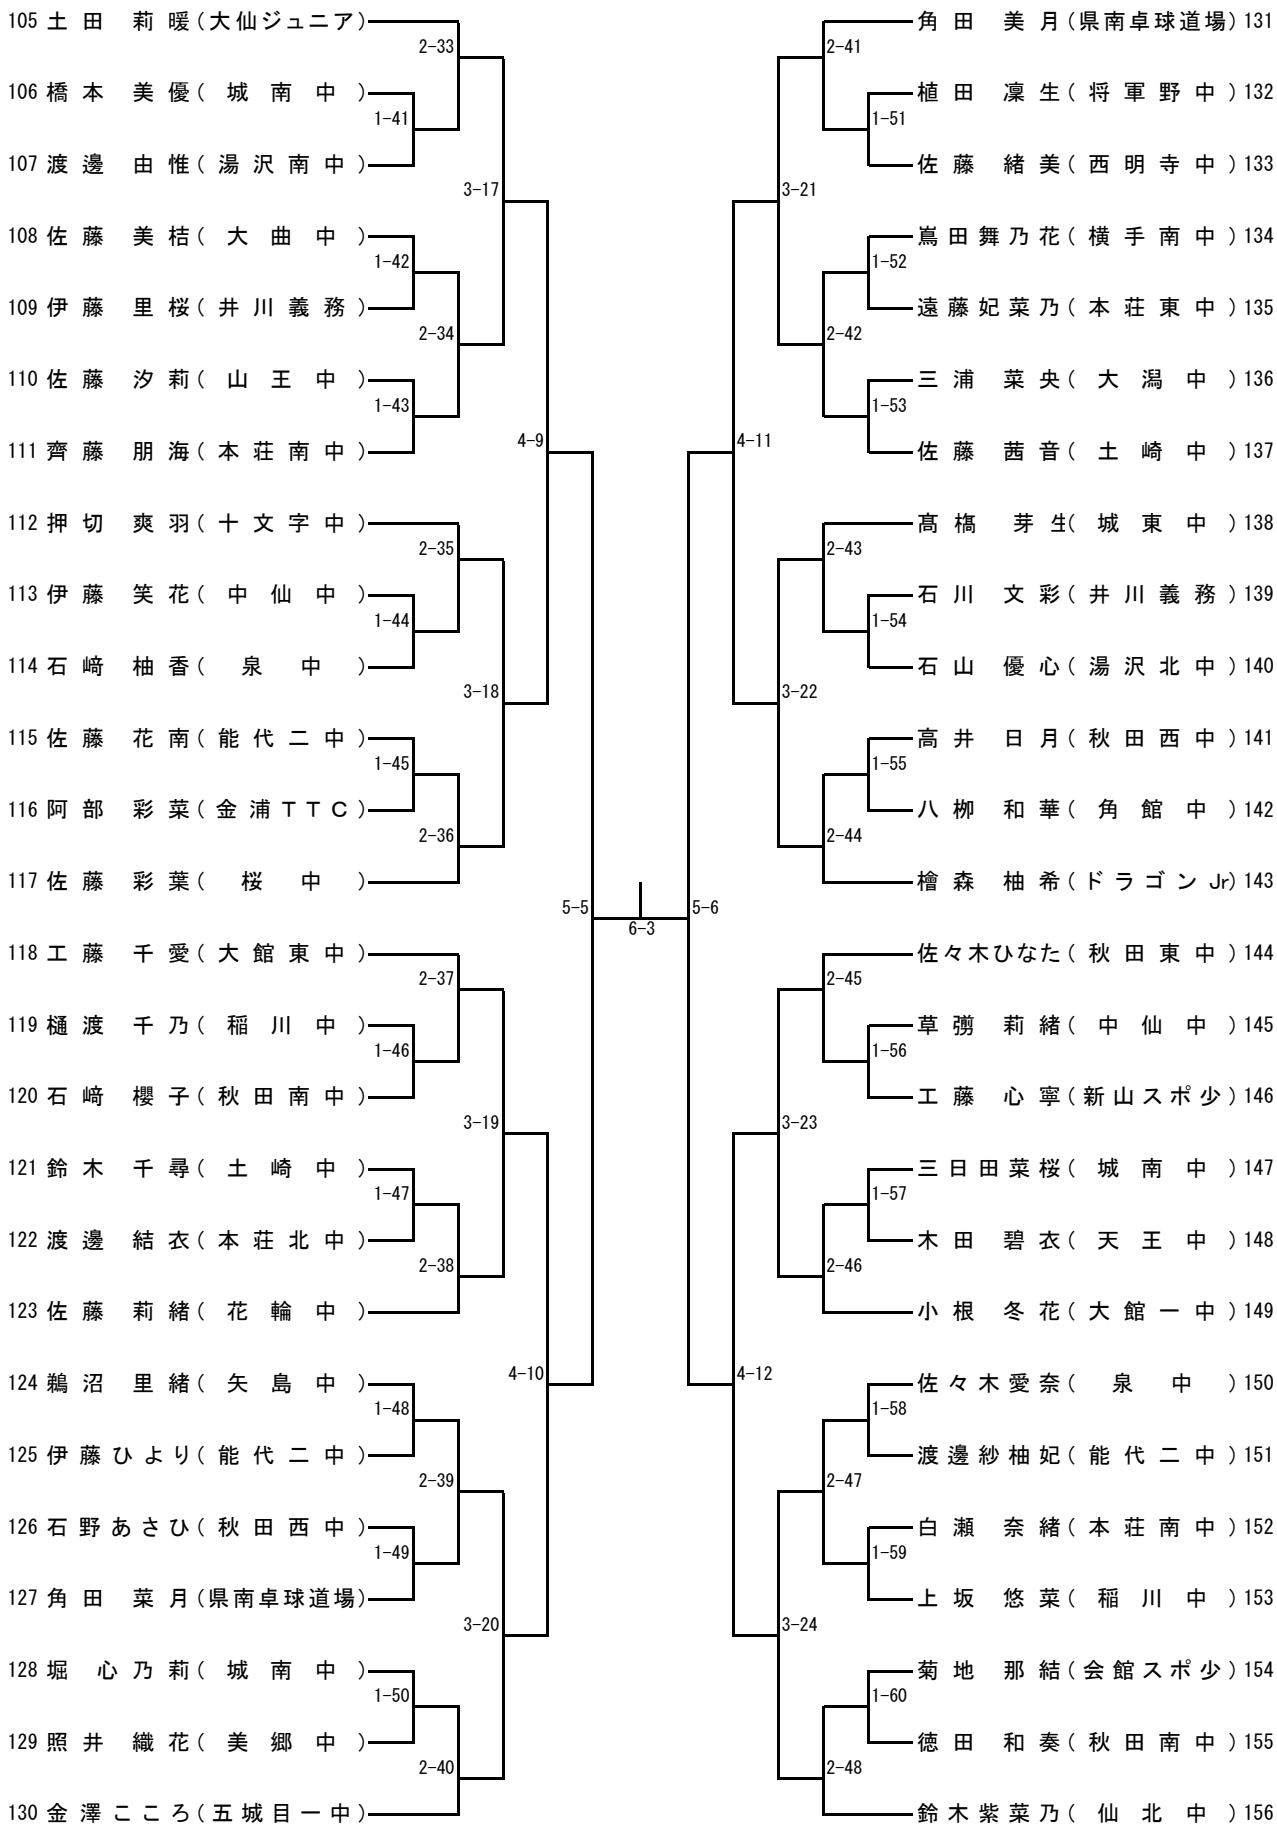 105 土田 莉暖(大仙ジュニア)
2-33
106 橋本 美優(城南中)
1-41
107 渡邊 由惟(湯沢南中)
3-17
108 佐藤 美桔(大曲中)
1-42
109 伊藤 里桜(井川義務)
2-34
110 佐藤 汐莉(山王中)
1-43
111 齊藤 朋海(本荘南中)
4-9
112 押切 爽羽(十文字中)
2-35
113 伊藤 笑花(中仙中)
1-44
114 石﨑 柚香(泉中)
3-18
115 佐藤 花南(能代二中)
1-45
116 阿部 彩菜(金浦TTC)
2-36
117 佐藤 彩葉(桜中)
5-5
118 工藤 千愛(大館東中)
2-37
119 樋渡 千乃(稲川中)
1-46
120 石﨑 櫻子(秋田南中)
3-19
121 鈴木 千尋(土崎中)
1-47
122 渡邊 結衣(本荘北中)
2-38
123 佐藤 莉緒(花輪中)
4-10
124 鵜沼 里緒(矢島中)
1-48
125 伊藤ひより(能代二中)
2-39
126 石野あさひ(秋田西中)
1-49
127 角田 菜月(県南卓球道場)
3-20
128 堀 心乃莉(城南中)
1-50
129 照井 織花(美郷中)
2-40
130 金澤こころ(五城目一中)
6-3
角田 美月(県南卓球道場)131
2-41
植田 凜生(将軍野中)132
1-51
佐藤 緒美(西明寺中)133
3-21
嶌田舞乃花(横手南中)134
1-52
遠藤妃菜乃(本荘東中)135
2-42
三浦 菜央(大潟中)136
1-53
佐藤 茜音(土崎中)137
4-11
髙槗 芽生(城東中)138
2-43
石川 文彩(井川義務)139
1-54
石山 優心(湯沢北中)140
3-22
高井 日月(秋田西中)141
1-55
八栁 和華(角館中)142
2-44
檜森 柚希(ドラゴンJr)143
5-6
佐々木ひなた(秋田東中)144
2-45
草彅 莉緒(中仙中)145
1-56
工藤 心寧(新山スポ少)146
3-23
三日田菜桜(城南中)147
1-57
木田 碧衣(天王中)148
2-46
小根 冬花(大館一中)149
4-12
佐々木愛奈(泉中)150
1-58
渡邊紗柚妃(能代二中)151
2-47
白瀬 奈緒(本荘南中)152
1-59
上坂 悠菜(稲川中)153
3-24
菊地 那結(会館スポ少)154
1-60
徳田 和奏(秋田南中)155
2-48
鈴木紫菜乃(仙北中)156